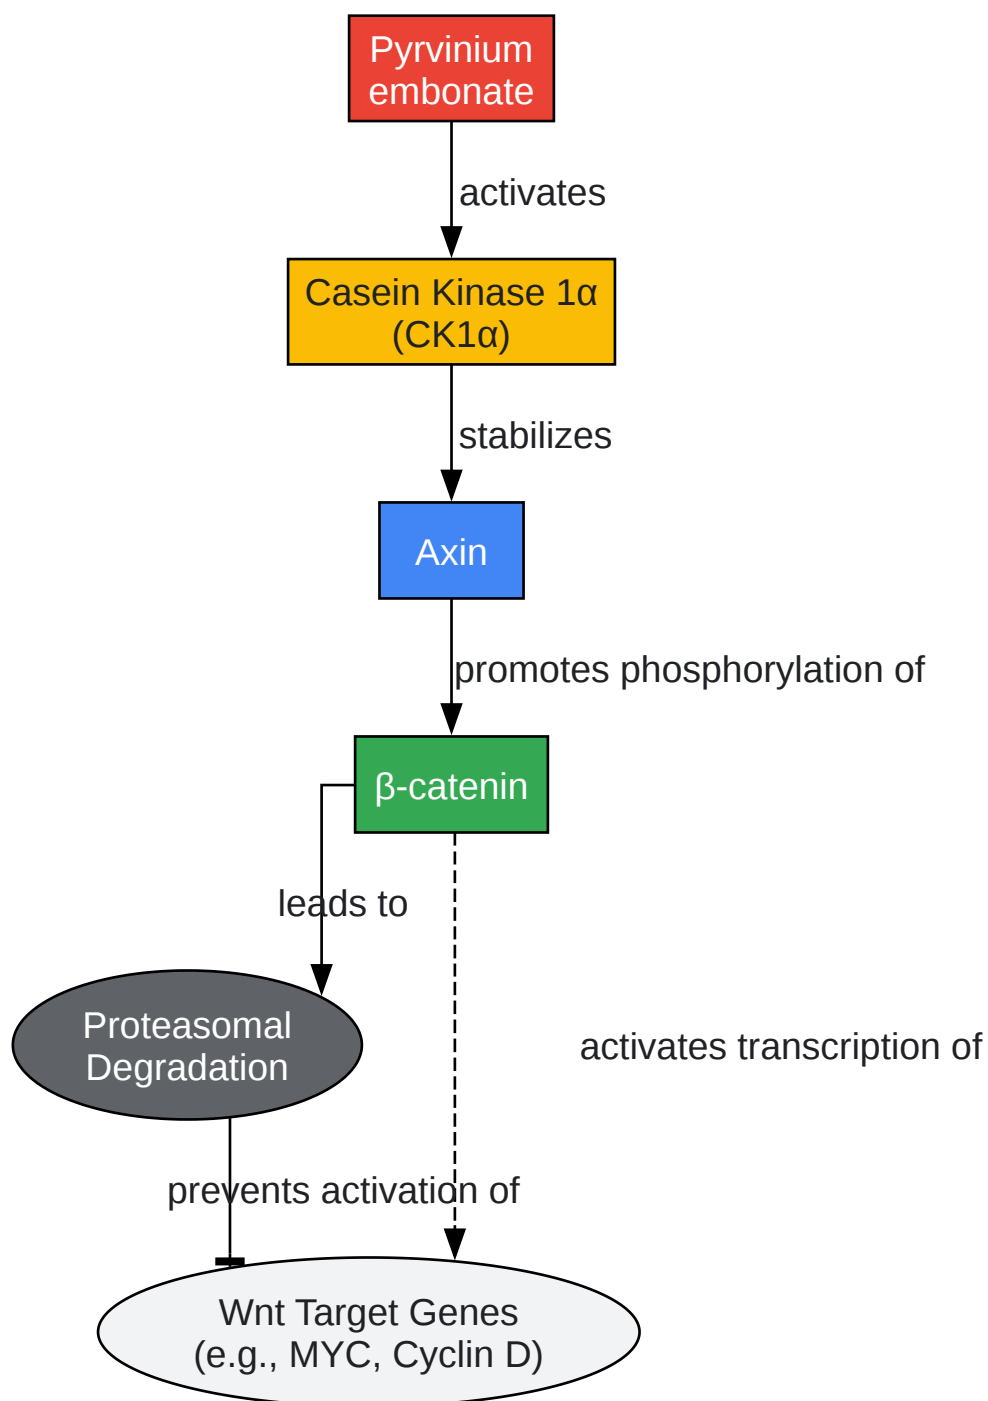 Pyrvinium
embonate
activates
Casein Kinase 1α
(CK1α)
stabilizes
Axin
promotes phosphorylation of
β-catenin
leads to
Proteasomal
Degradation
activates transcription of
prevents activation of
Wnt Target Genes
(e.g., MYC, Cyclin D)